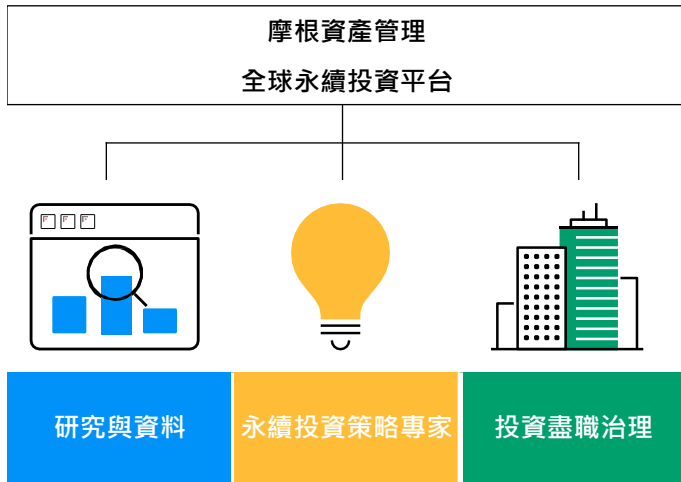 摩根資產管理
全球永續投資平台
研究與資料
永續投資策略專家
投資盡職治理